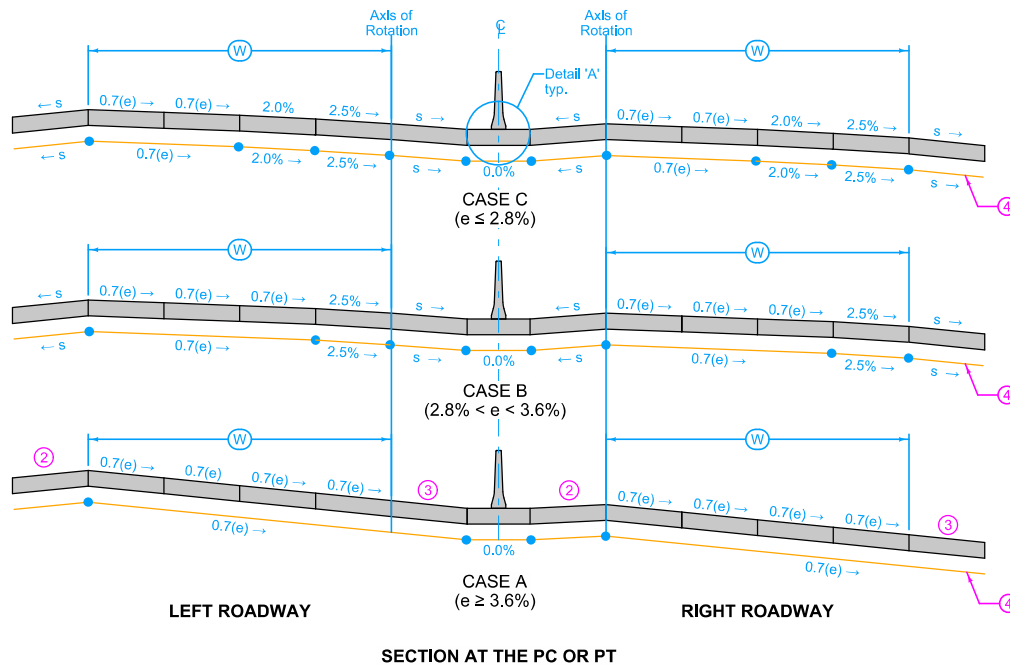 Axis of Rotation
℄
Axis of Rotation
W
W
Detail 'A' typ.
← s
0.7(e) →
0.7(e) →
2.0%
2.5% →
s →
← s
0.7(e) →
0.7(e) →
2.0% →
2.5% →
s →
← s
0.7(e) →
2.0% →
2.5% →
s →
0.0%
← s
0.7(e) →
2.0% →
2.5% →
s →
4
CASE C
(e ≤ 2.8%)
W
W
← s
0.7(e) →
0.7(e) →
0.7(e) →
2.5% →
s →
← s
0.7(e) →
0.7(e) →
0.7(e) →
2.5% →
s →
← s
0.7(e) →
2.5% →
s →
0.0%
← s
0.7(e) →
2.5% →
s →
4
CASE B
(2.8% < e < 3.6%)
W
W
2
0.7(e) →
0.7(e)
0.7(e) →
0.7(e) →
3
2
0.7(e) →
0.7(e) →
0.7(e) →
0.7(e) →
3
0.7(e) →
0.0%
0.7(e) →
4
CASE A
(e ≥ 3.6%)
LEFT ROADWAY
RIGHT ROADWAY
SECTION AT THE PC OR PT